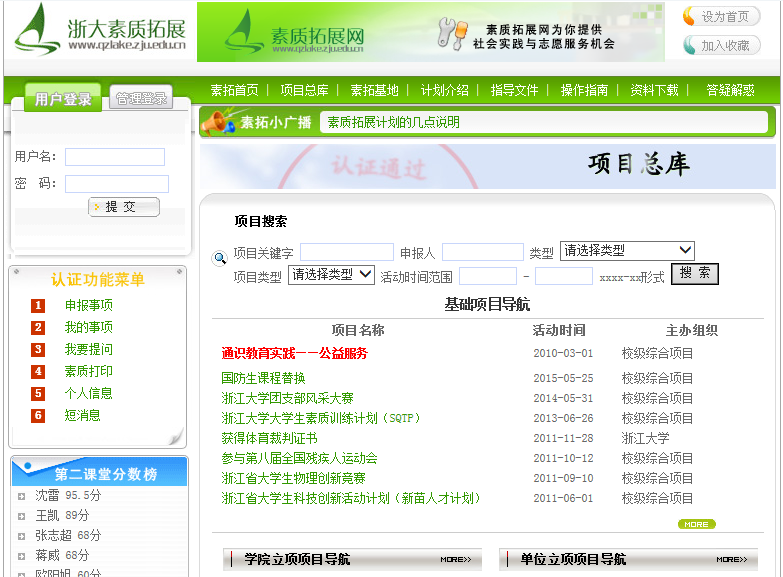 浙大素质拓展
www.qzlake.zju.edu.cn
素质拓展网
www.qzlake.zju.edu.cn
素质拓展网为你提供
社会实践与志愿服务机会
设为首页
加入收藏
用户登录 管理登录
素拓首页 项目总库 素拓基地 计划介绍 指导文件 操作指南 资料下载 答疑解惑
素拓小广播 素质拓展计划的几点说明
用户名：
密 码：
提 交
认证通过
项目总库
项目搜索
项目关键字 申报人 类型 请选择类型
项目类型 请选择类型 活动时间范围 - xxxx-xx形式 搜 索
认证功能菜单
1 申报事项
2 我的事项
3 我要提问
4 素质打印
5 个人信息
6 短消息
基础项目导航
项目名称 活动时间 主办组织
通识教育实践——公益服务 2010-03-01 校级综合项目
国防生课程替换 2015-05-25 校级综合项目
浙江大学团支部风采大赛 2014-05-31 校级综合项目
浙江大学大学生素质训练计划（SQTP） 2013-06-26 校级综合项目
获得体育裁判证书 2011-11-28 浙江大学
参与第八届全国残疾人运动会 2011-10-12 校级综合项目
浙江省大学生物理创新竞赛 2011-09-10 校级综合项目
浙江省大学生科技创新活动计划（新苗人才计划） 2011-06-01 校级综合项目
MORE
第二课堂分数榜
沈雷 95.5分
王凯 89分
张志超 68分
蒋威 68分
欧阳旭 60分
学院立项项目导航 MORE>>
单位立项项目导航 MORE>>